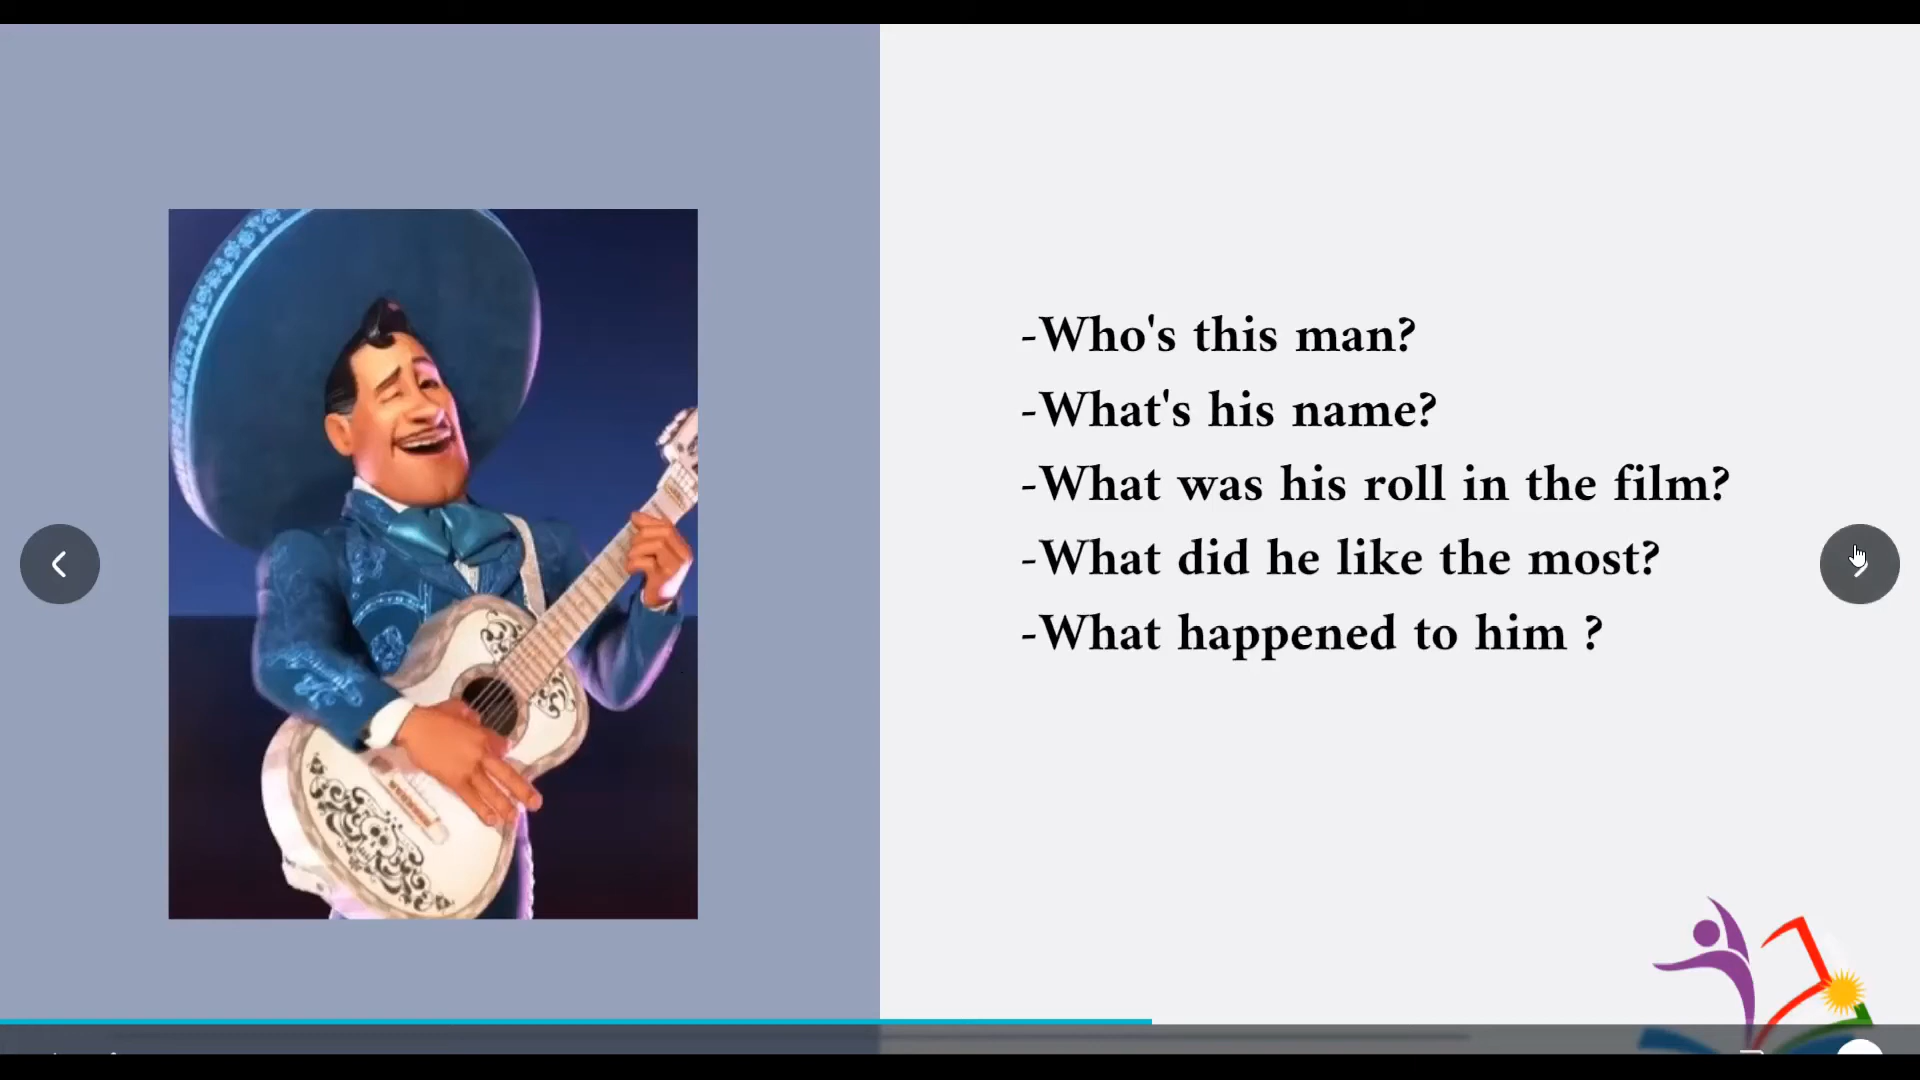 -Who's this man?
-What's his name?
-What was his roll in the film?
-What did he like the most?
-What happened to him ?